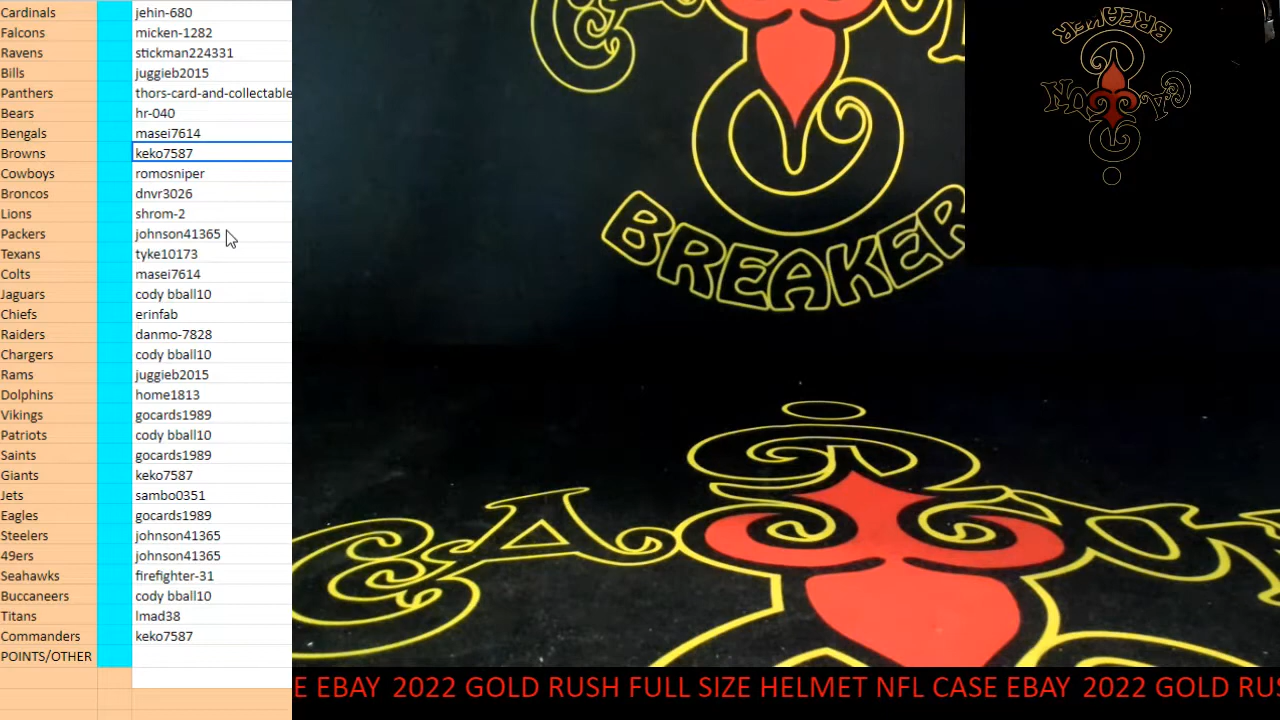 Cardinals jehin-680
Falcons micken-1282
Ravens stickman224331
Bills juggieb2015
Panthers thors-card-and-collectable
Bears hr-040
Bengals masei7614
Browns keko7587
Cowboys romosniper
Broncos dnvr3026
Lions shrom-2
Packers johnson41365
Texans tyke10173
Colts masei7614
Jaguars cody bball10
Chiefs erinfab
Raiders danmo-7828
Chargers cody bball10
Rams juggieb2015
Dolphins home1813
Vikings gocards1989
Patriots cody bball10
Saints gocards1989
Giants keko7587
Jets sambo0351
Eagles gocards1989
Steelers johnson41365
49ers johnson41365
Seahawks firefighter-31
Buccaneers cody bball10
Titans lmad38
Commanders keko7587
POINTS/OTHER
BREAKER
BREAKER
E EBAY 2022 GOLD RUSH FULL SIZE HELMET NFL CASE EBAY 2022 GOLD RUS